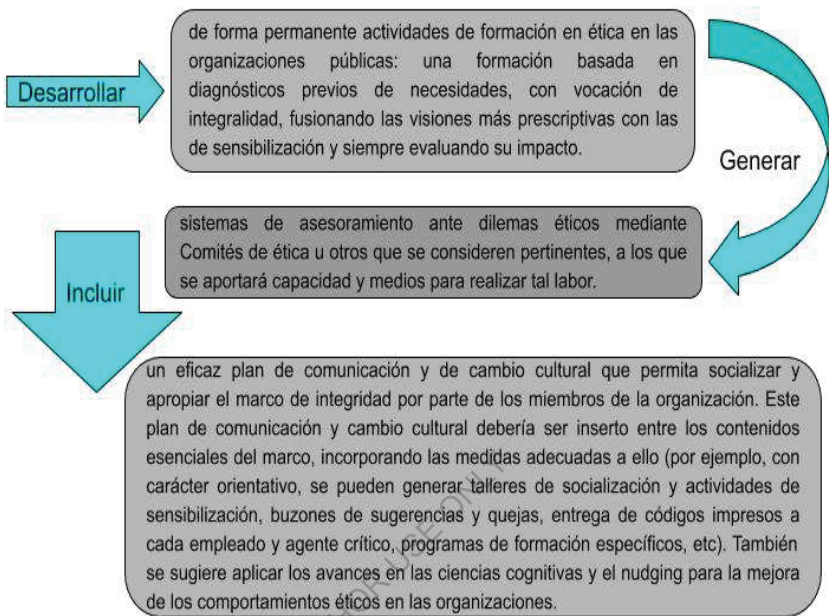 Desarrollar
de forma permanente actividades de formación en ética en las
organizaciones públicas: una formación basada en
diagnósticos previos de necesidades, con vocación de
integralidad, fusionando las visiones más prescriptivas con las
de sensibilización y siempre evaluando su impacto.
Generar
sistemas de asesoramiento ante dilemas éticos mediante
Comités de ética u otros que se consideren pertinentes, a los que
se aportará capacidad y medios para realizar tal labor.
Incluir
un eficaz plan de comunicación y de cambio cultural que permita socializar y
apropiar el marco de integridad por parte de los miembros de la organización. Este
plan de comunicación y cambio cultural debería ser inserto entre los contenidos
esenciales del marco, incorporando las medidas adecuadas a ello (por ejemplo, con
carácter orientativo, se pueden generar talleres de socialización y actividades de
sensibilización, buzones de sugerencias y quejas, entrega de códigos impresos a
cada empleado y agente crítico, programas de formación específicos, etc). También
se sugiere aplicar los avances en las ciencias cognitivas y el nudging para la mejora
de los comportamientos éticos en las organizaciones.
HOR USE ONLY